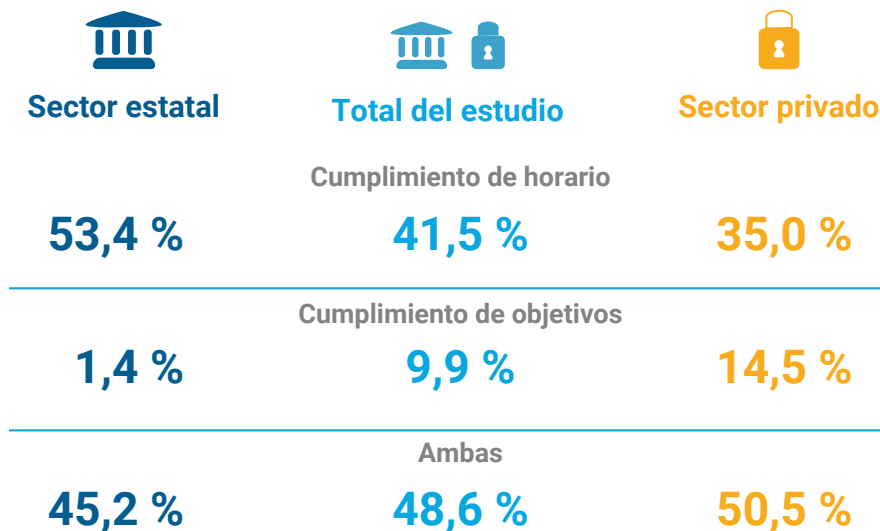 Sector estatal Total del estudio Sector privado
Cumplimiento de horario
53,4 % 41,5 % 35,0 %
Cumplimiento de objetivos
1,4 % 9,9 % 14,5 %
Ambas
45,2 % 48,6 % 50,5 %